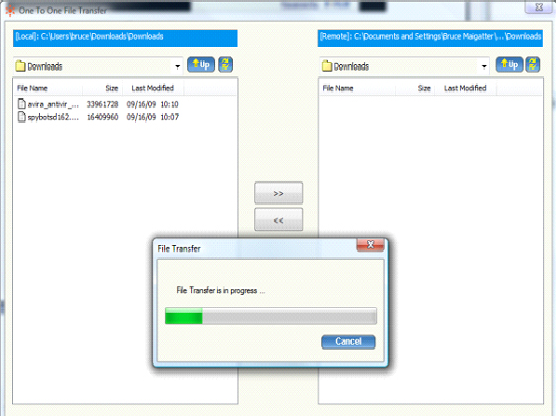 One To One File Transfer
[Local]: C:\Users\bruce\Downloads\Downloads
[Remote]: C:\Documents and Settings\Bruce Maigatter\...\Downloads
Downloads
Up
Downloads
Up
File Name Size Last Modified
File Name Size Last Modified
avira_antivir_... 33961728 09/16/09 10:10
spybotsd162.... 16409960 09/16/09 10:07
>>
<<
File Transfer
File Transfer is in progress ...
Cancel